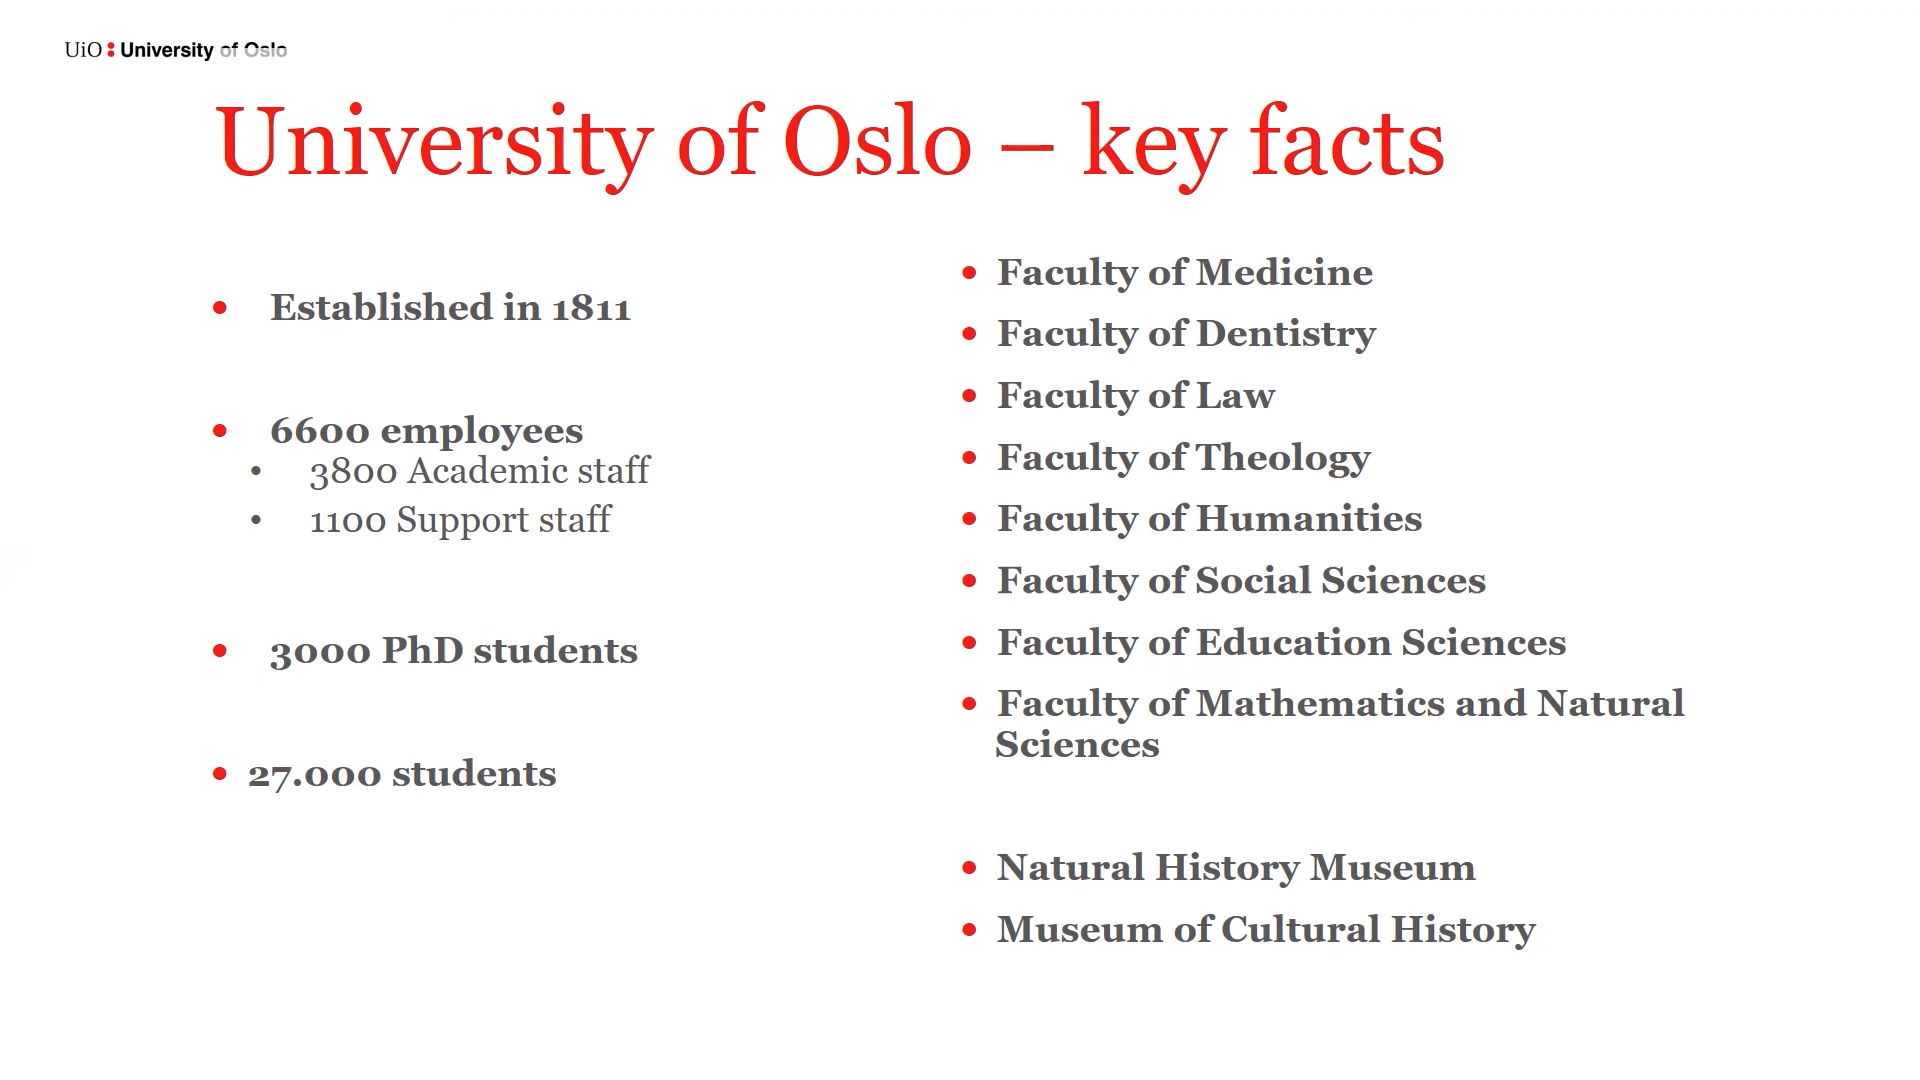 UiO : University of Oslo
University of Oslo – key facts
• Established in 1811
• 6600 employees
• 3800 Academic staff
• 1100 Support staff
• 3000 PhD students
• 27.000 students
• Faculty of Medicine
• Faculty of Dentistry
• Faculty of Law
• Faculty of Theology
• Faculty of Humanities
• Faculty of Social Sciences
• Faculty of Education Sciences
• Faculty of Mathematics and Natural
Sciences
• Natural History Museum
• Museum of Cultural History